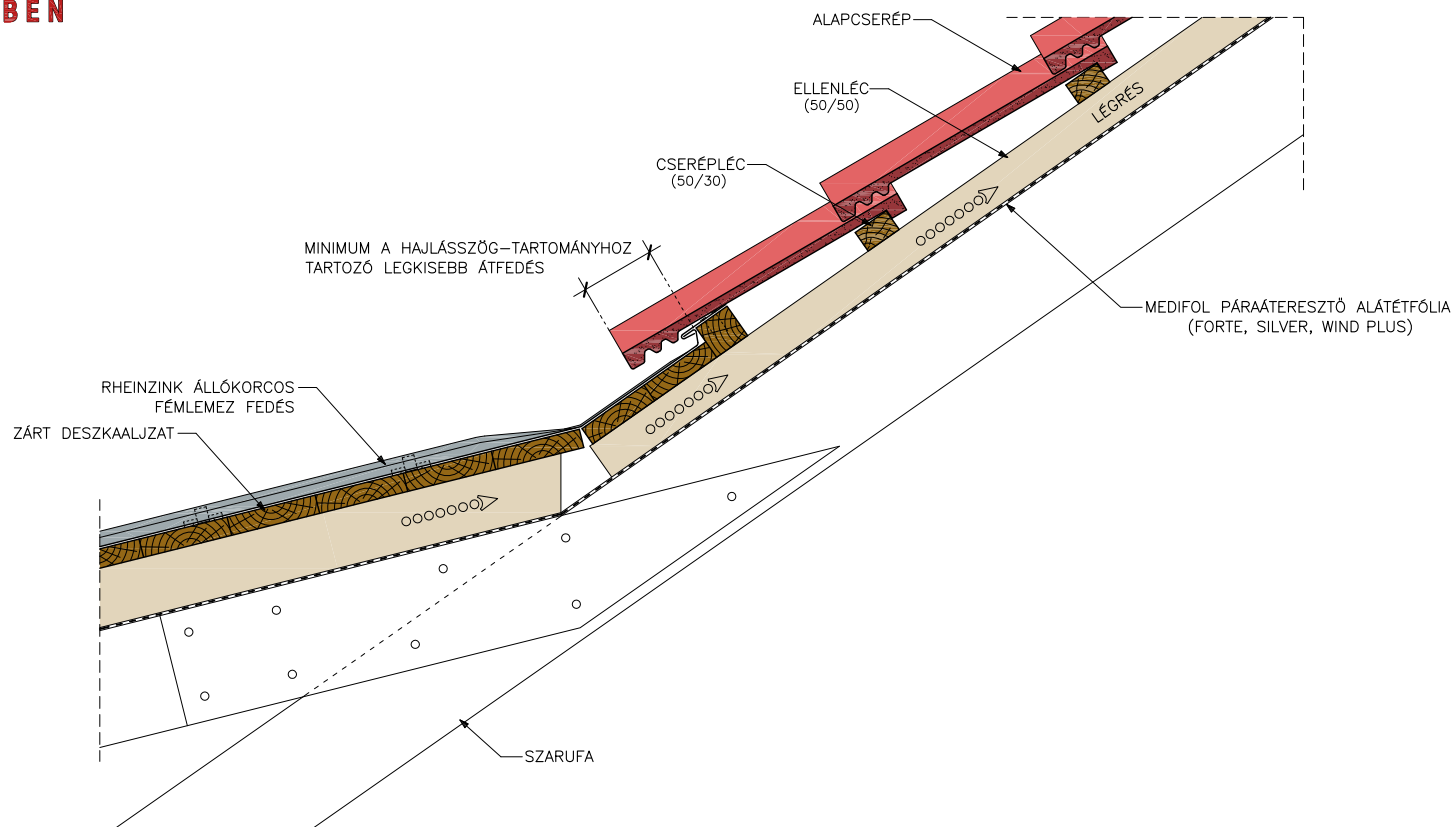 BEN
ALAPCSERÉP
ELLENLÉC
(50/50)
LÉGRÉS
CSERÉPLÉC
(50/30)
MINIMUM A HAJLÁSSZÖG-TARTOMÁNYHOZ
TARTOZÓ LEGKISEBB ÁTFEDÉS
MEDIFOL PÁRAÁTERESZTŐ ALÁTÉTFÓLIA
(FORTE, SILVER, WIND PLUS)
RHEINZINK ÁLLÓKORCOS
FÉMLEMEZ FEDÉS
ZÁRT DESZKAALJZAT
SZARUFA